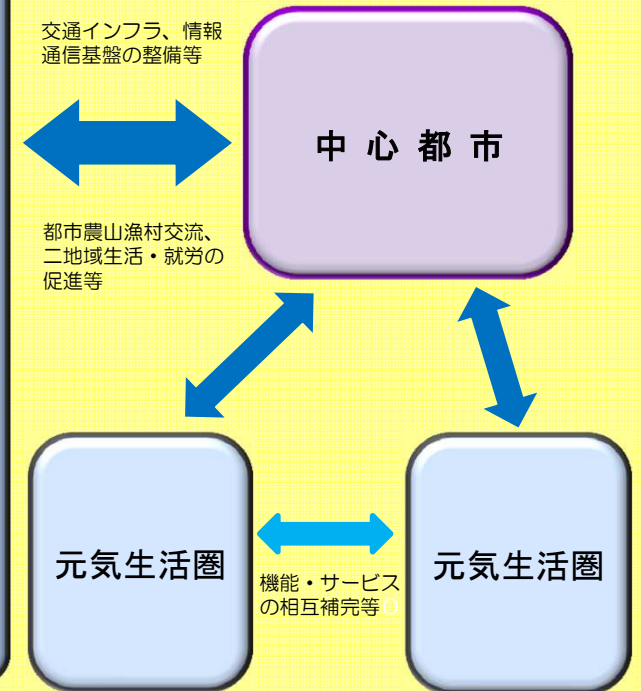 交通インフラ、情報
通信基盤の整備等
中心都市
都市農山漁村交流、
二地域生活・就労の
促進等
元気生活圏
機能・サービス
の相互補完等
元気生活圏